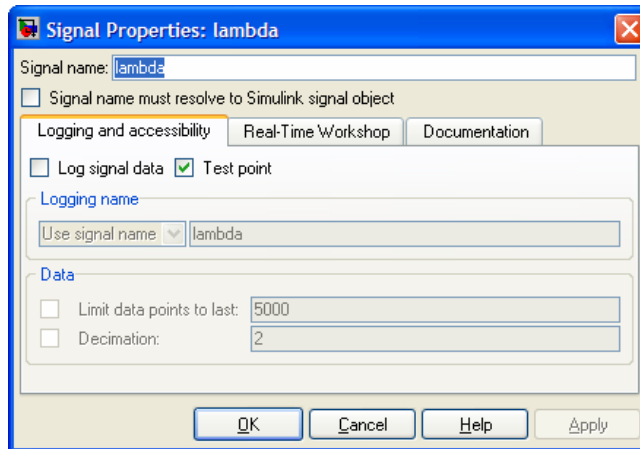 Signal Properties: lambda
Signal name: lambda
Signal name must resolve to Simulink signal object
Logging and accessibility Real-Time Workshop Documentation
Log signal data Test point
Logging name
Use signal name lambda
Data
Limit data points to last: 5000
Decimation: 2
OK Cancel Help Apply